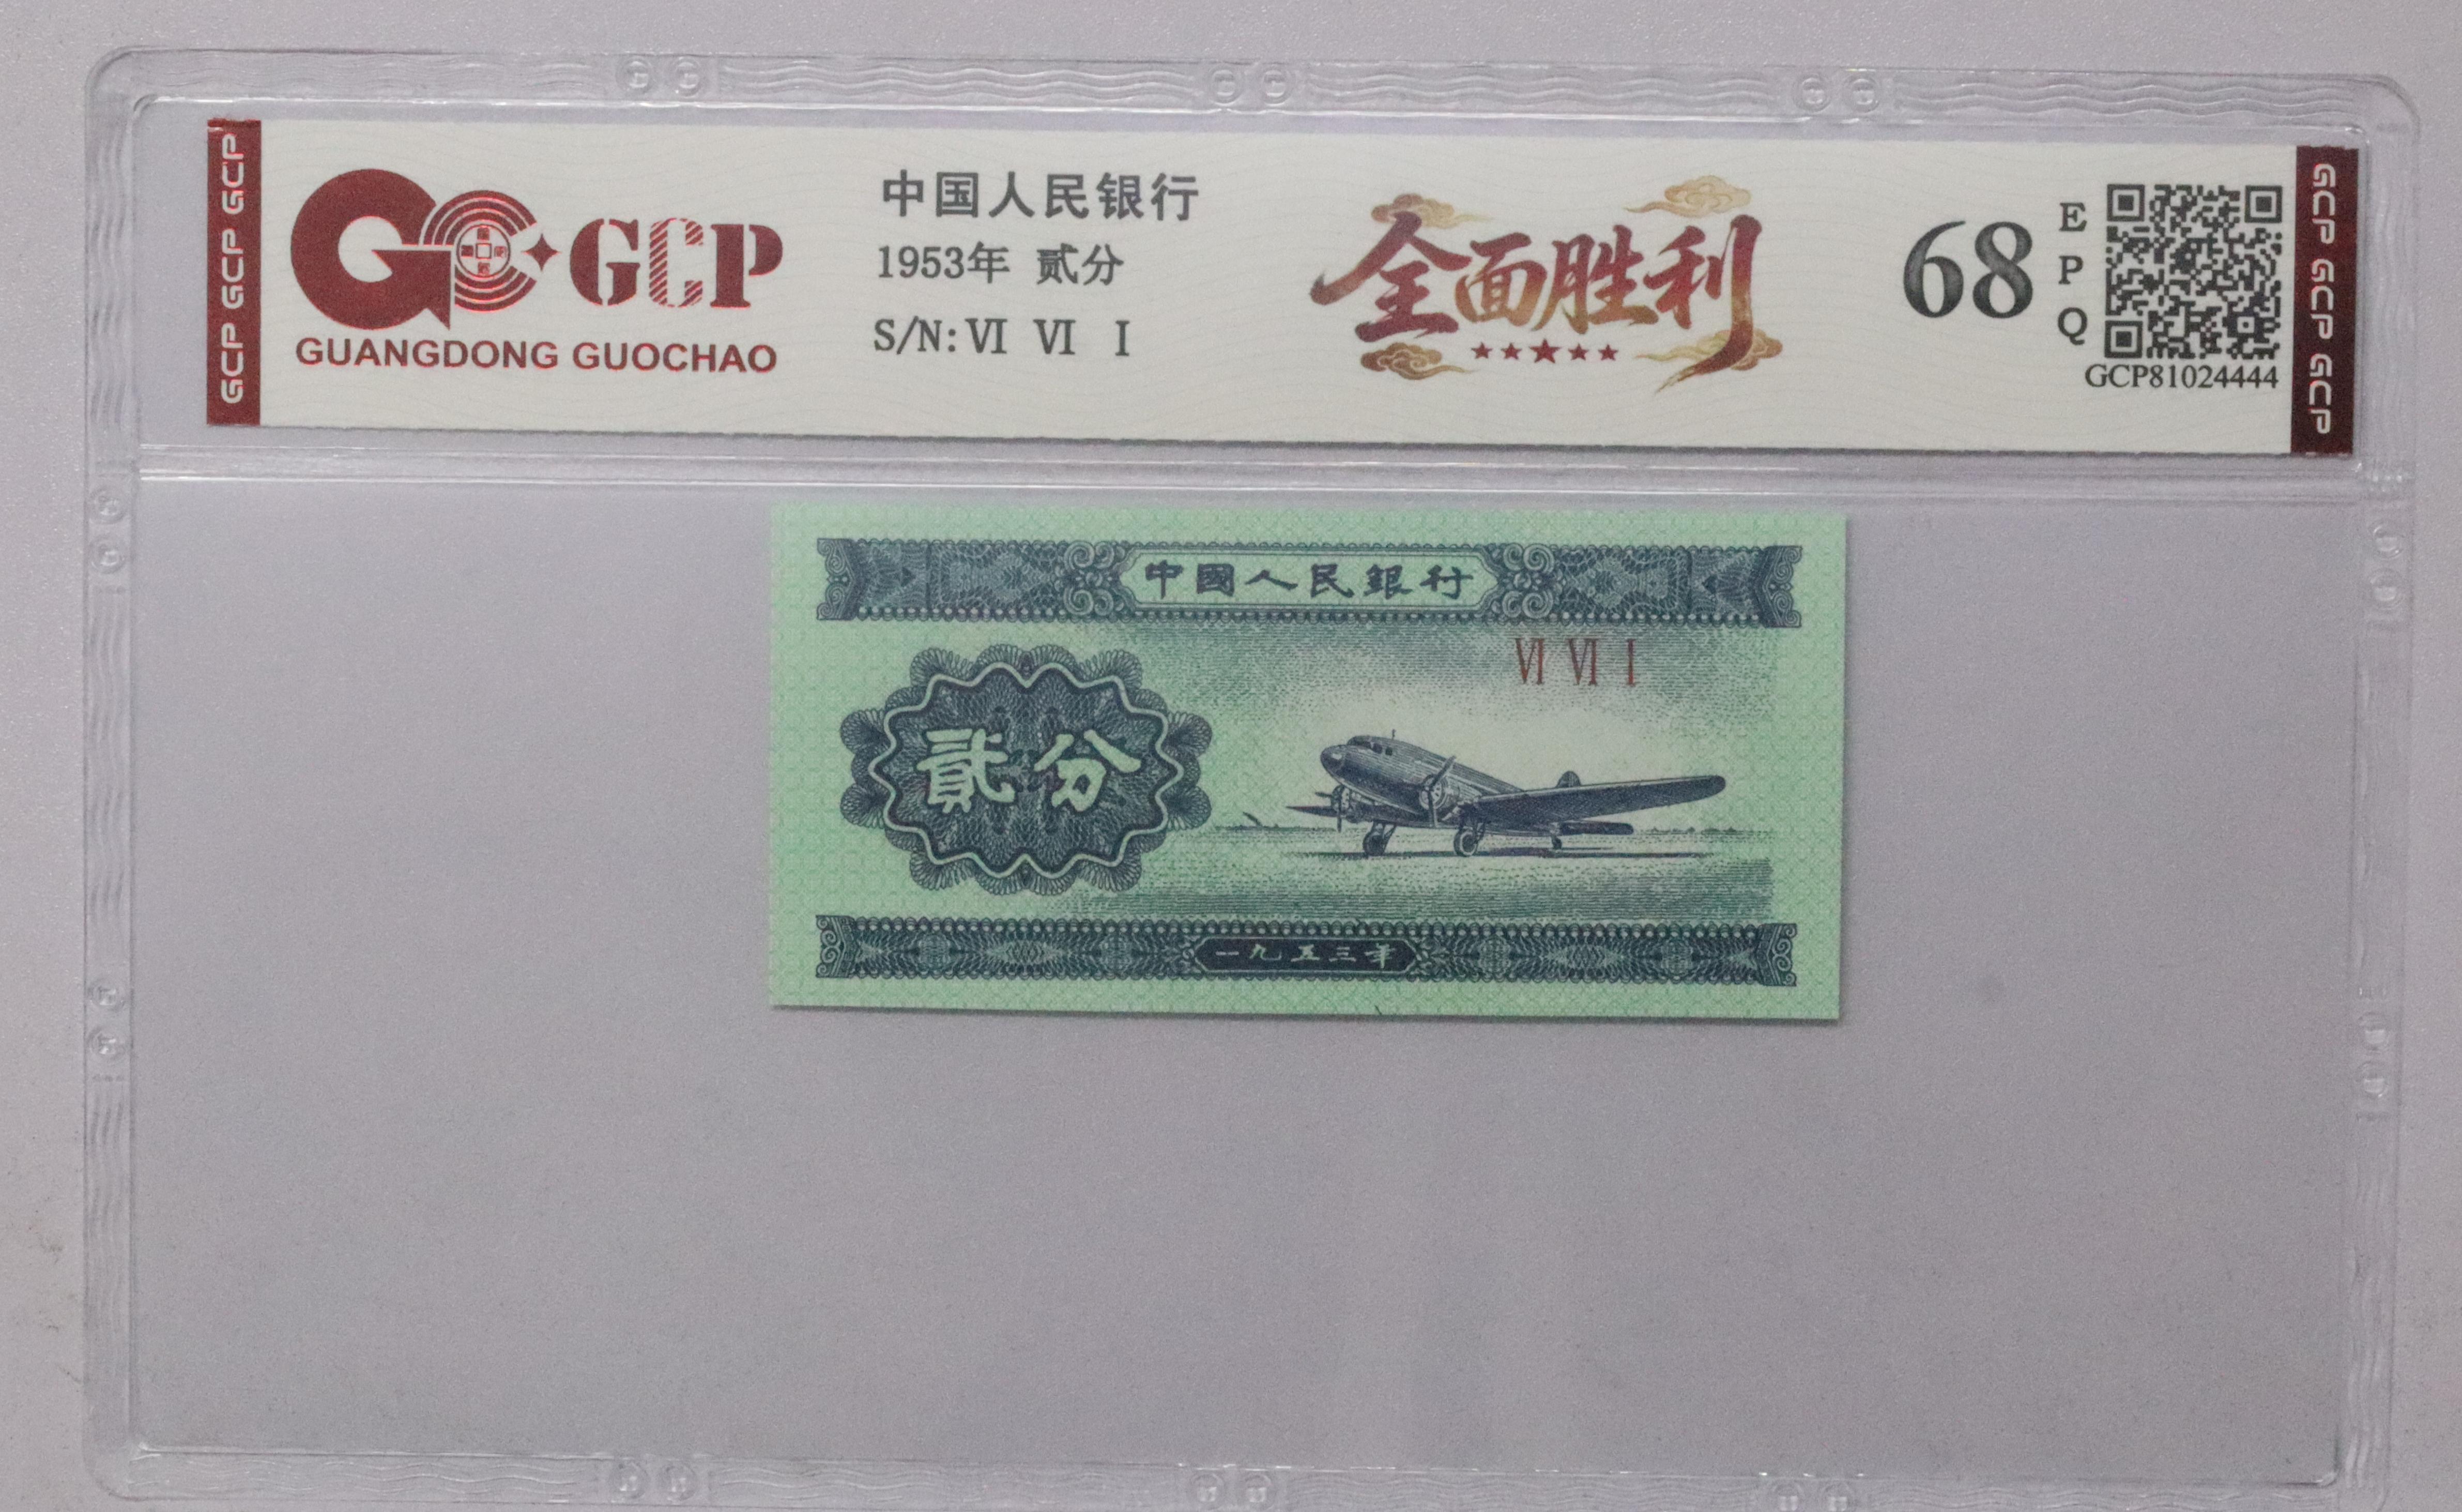 GCP GCP GCP
GCP
GUANGDONG GUOCHAO
中国人民银行
1953年 贰分
S/N:Ⅵ Ⅵ Ⅰ
全面胜利
68
E
P
Q
GCP81024444
GCP GCP GCP
中國人民銀行
Ⅵ Ⅵ Ⅰ
貳分
一九五三年